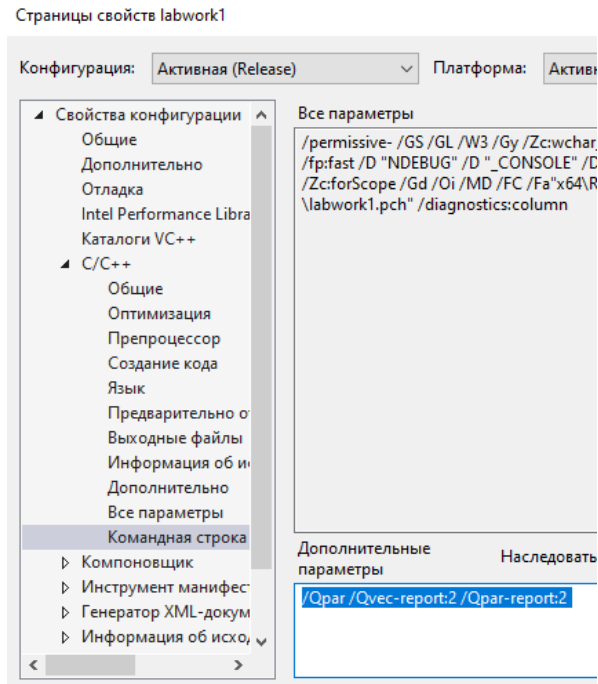 Страницы свойств labwork1
Конфигурация: Активная (Release) Платформа:
Свойства конфигурации
Общие
Дополнительно
Отладка
Intel Performance Libra
Каталоги VC++
C/C++
Общие
Оптимизация
Препроцессор
Создание кода
Язык
Предварительно о
Выходные файлы
Информация об и
Дополнительно
Все параметры
Командная строка
Компоновщик
Инструмент манифес
Генератор XML-докум
Информация об исхо
Все параметры
/permissive- /GS /GL /W3 /Gy /Zc:wchar
/fp:fast /D "NDEBUG" /D "_CONSOLE" /D
/Zc:forScope /Gd /Oi /MD /FC /Fa"x64\R
\labwork1.pch" /diagnostics:column
Дополнительные параметры
Наследовать
/Qpar /Qvec-report:2 /Qpar-report:2